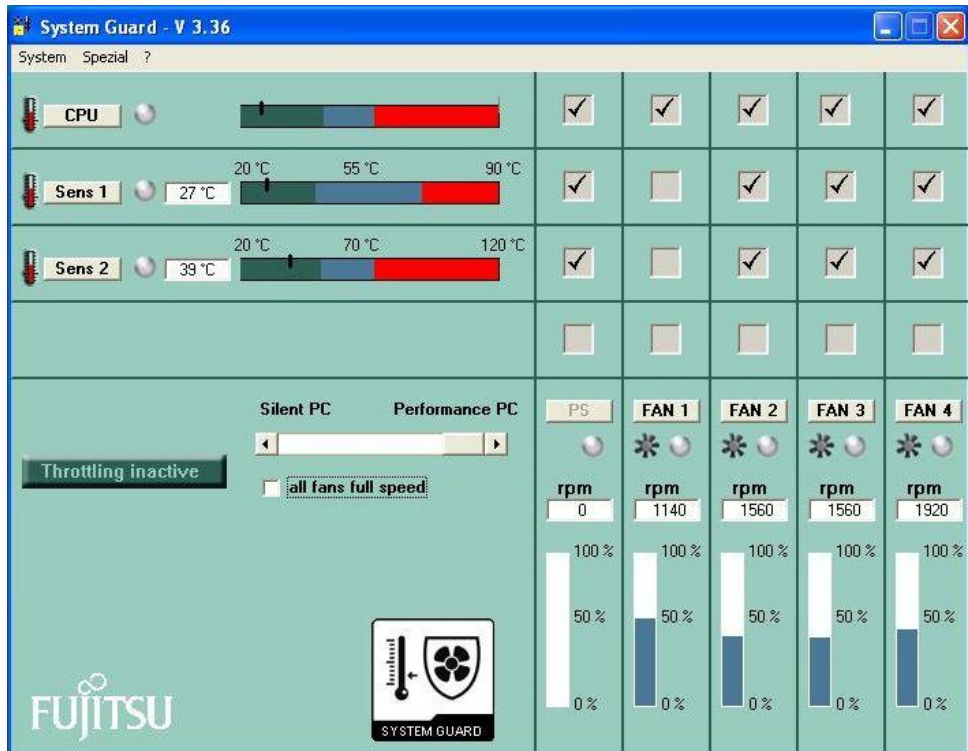 System Guard - V 3.36
System Spezial ?
CPU
20 °C 55 °C 90 °C
Sens 1 27 °C
20 °C 70 °C 120 °C
Sens 2 39 °C
Silent PC Performance PC
PS FAN 1 FAN 2 FAN 3 FAN 4
Throttling inactive
all fans full speed
rpm rpm rpm rpm rpm
0 1140 1560 1560 1920
100 % 100 % 100 % 100 % 100 %
50 % 50 % 50 % 50 % 50 %
0 % 0 % 0 % 0 % 0 %
FUJITSU
SYSTEM GUARD